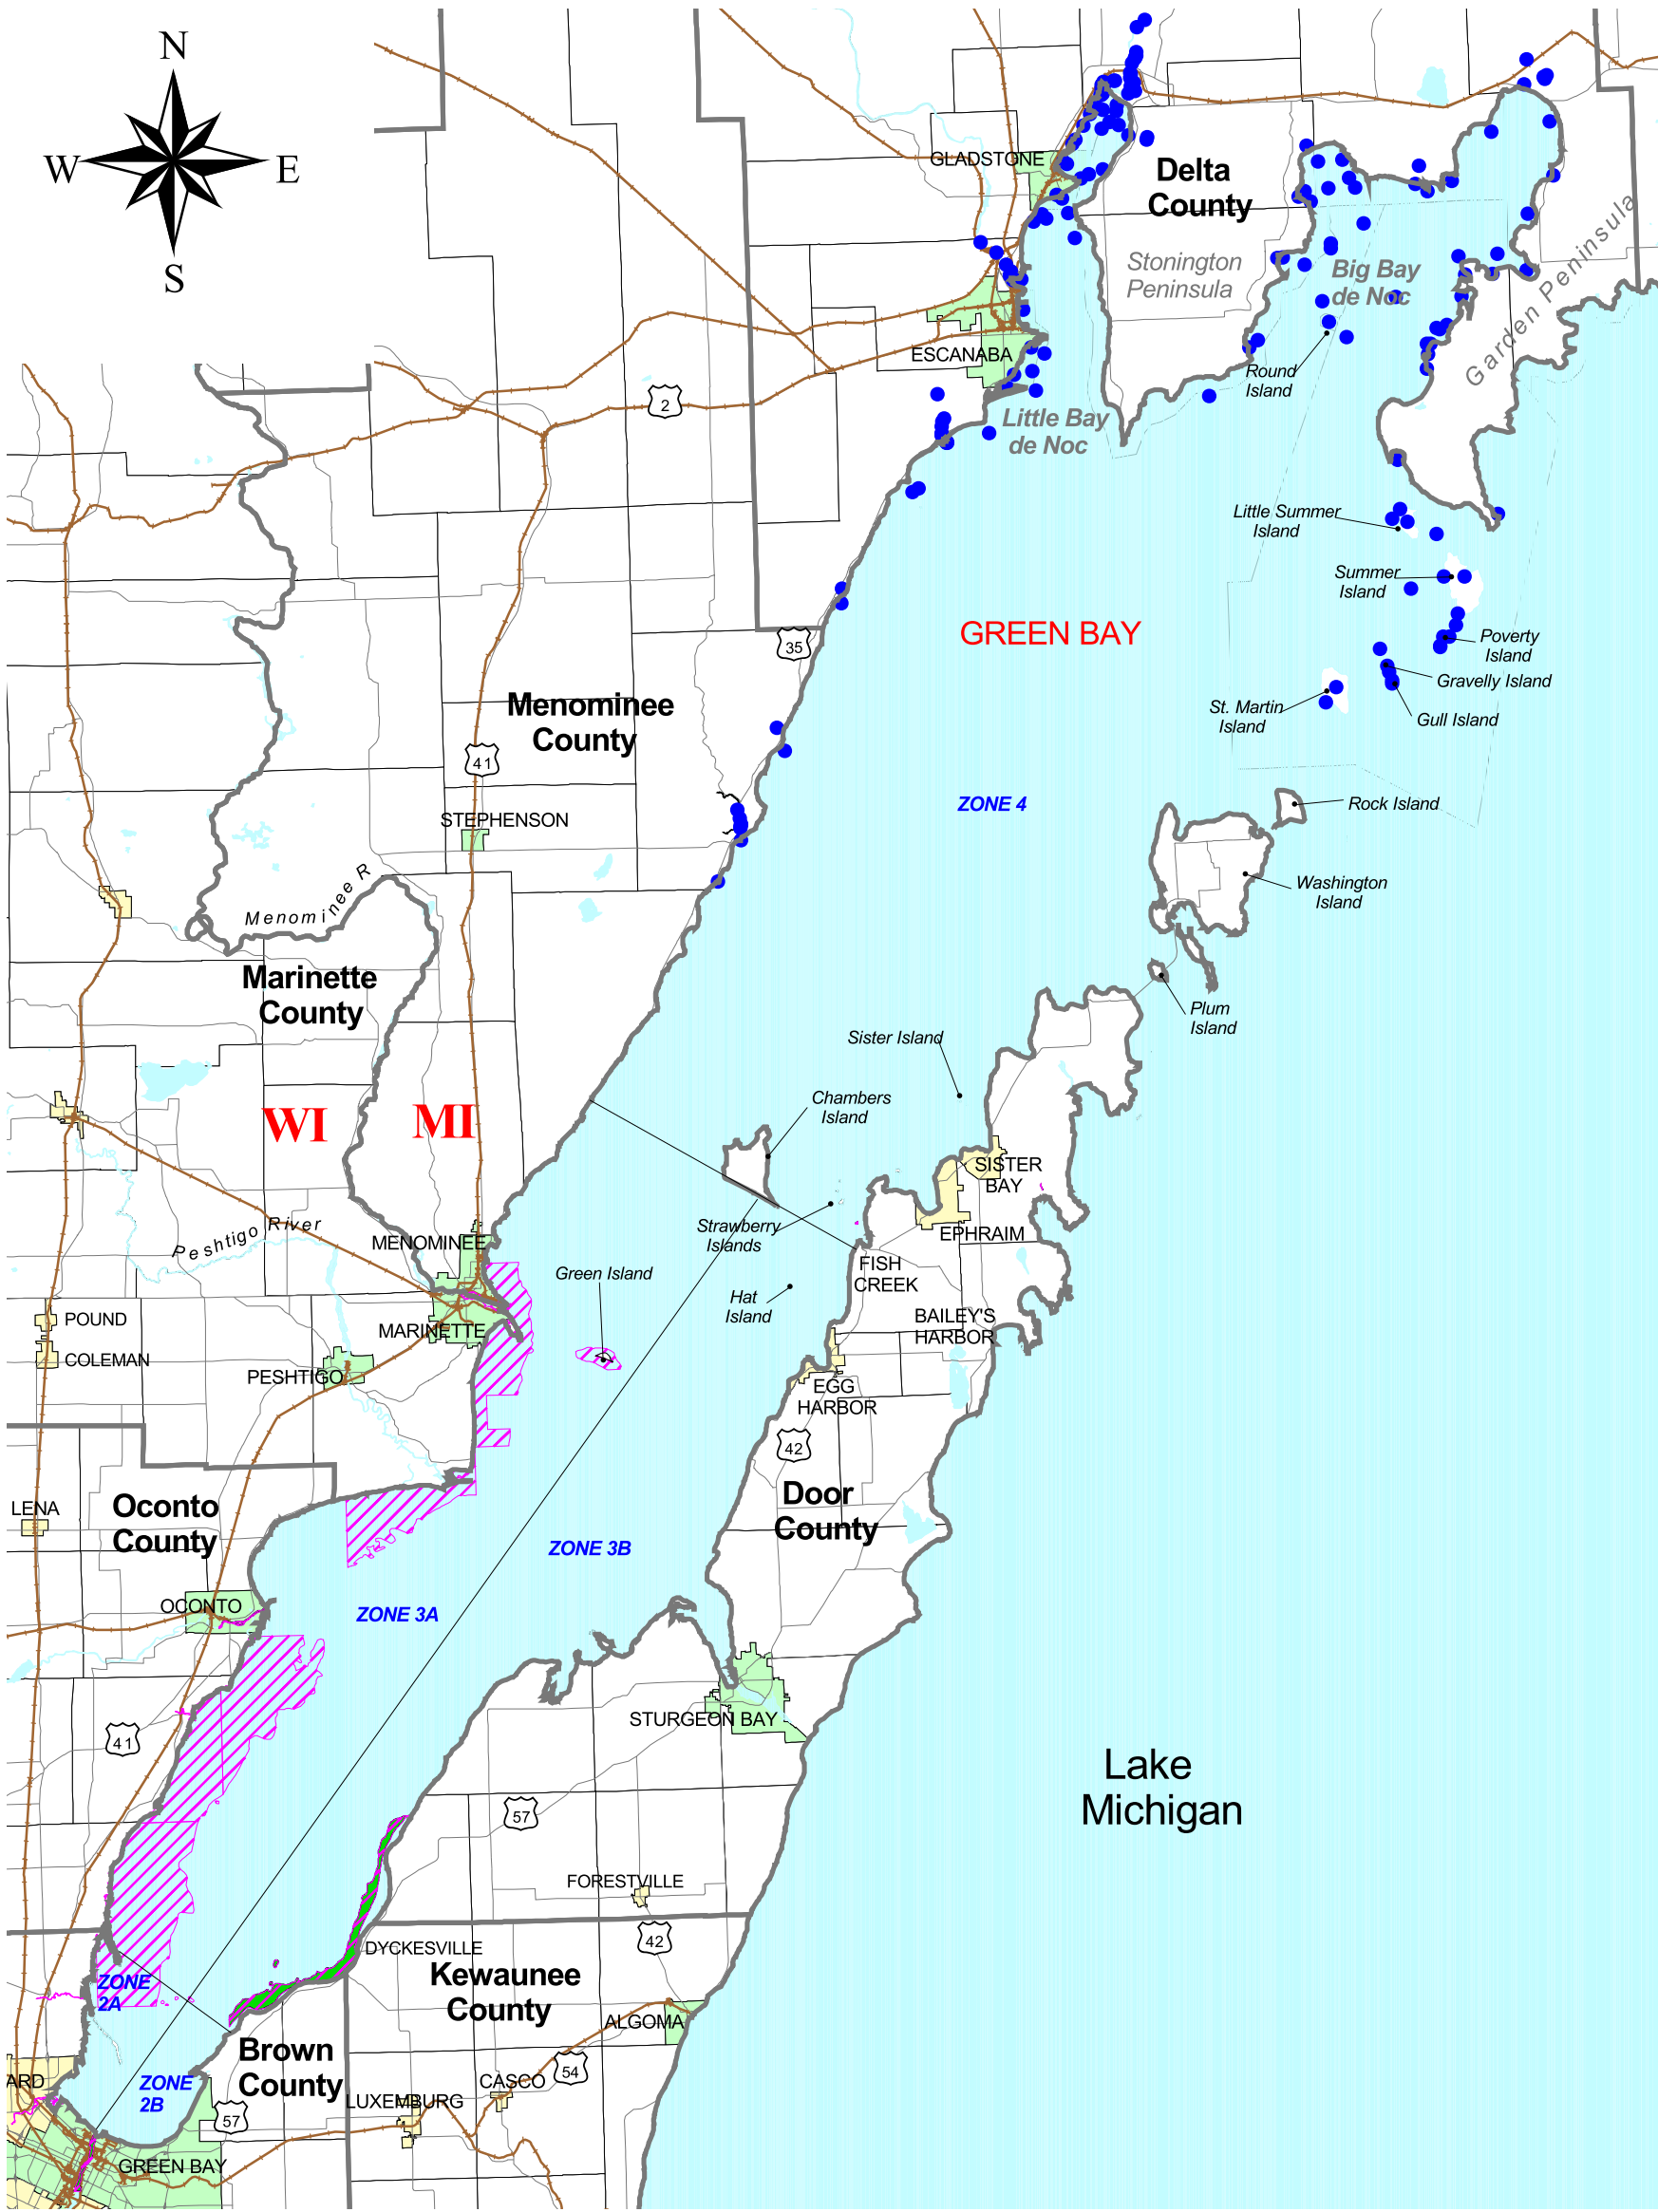 N
W
E
S
GLADSTONE
Delta
County
Stonington
Peninsula
Big Bay
de Noc
Garden Peninsula
ESCANABA
Round
Island
2
Little Bay
de Noc
Little Summer
Island
Summer
Island
GREEN BAY
35
Poverty
Island
Gravelly Island
St. Martin
Island
Gull Island
Menominee
County
41
ZONE 4
Rock Island
STEPHENSON
Washington
Island
Menominee R
Marinette
County
Plum
Island
Sister Island
Chambers
Island
WI
MI
SISTER
BAY
Strawberry
Islands
Peshtigo River
MENOMINEE
EPHRAIM
FISH
CREEK
Green Island
Hat
Island
BAILEY'S
HARBOR
POUND
MARINETTE
COLEMAN
PESHTIGO
EGG
HARBOR
42
Door
County
LENA
Oconto
County
ZONE 3B
OCONTO
ZONE 3A
STURGEON BAY
41
Lake
Michigan
57
FORESTVILLE
42
DYCKESVILLE
Kewaunee
County
ZONE
2A
ALGOMA
Brown
County
54
ARD
ZONE
2B
CASCO
LUXEMBURG
57
GREEN BAY